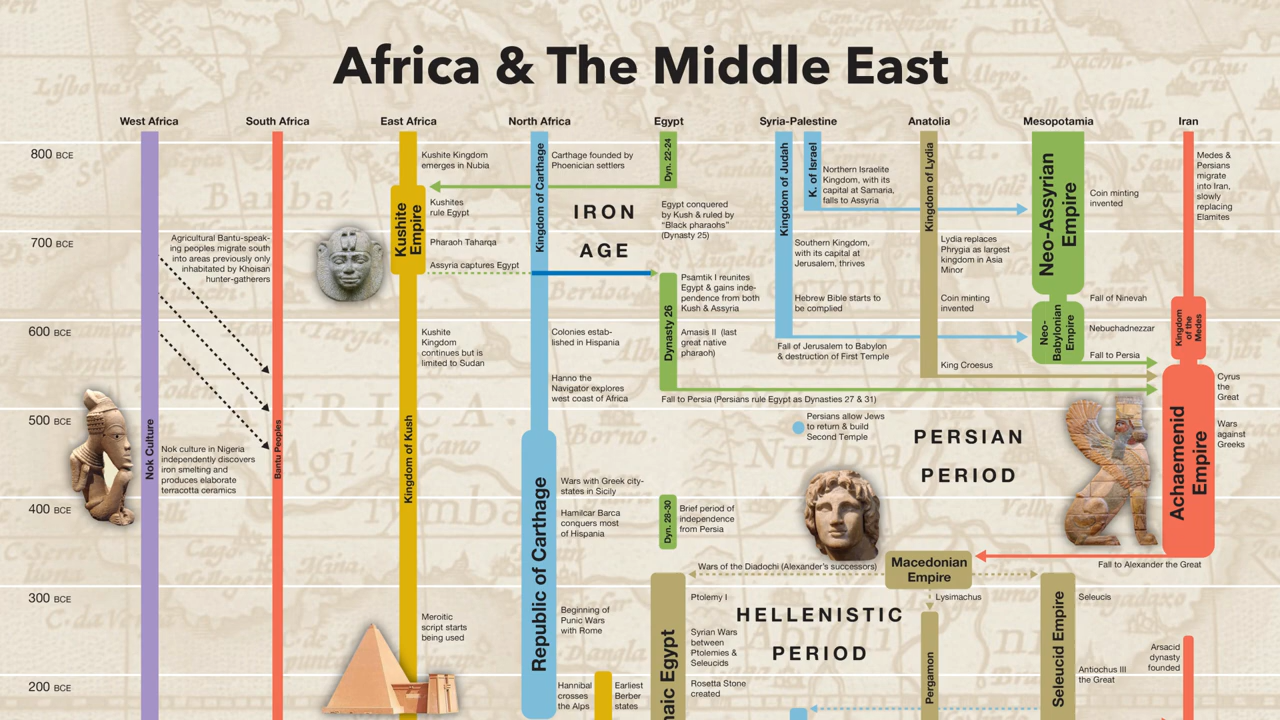 Africa & The Middle East
West Africa
South Africa
East Africa
North Africa
Egypt
Syria-Palestine
Anatolia
Mesopotamia
Iran
800 BCE
700 BCE
600 BCE
500 BCE
400 BCE
300 BCE
200 BCE
Nok Culture
Agricultural Bantu-speak-
ing peoples migrate south
into areas previously only
inhabited by Khoisan
hunter-gatherers
Nok culture in Nigeria
independently discovers
iron smelting and
produces elaborate
terracotta ceramics
Bantu Peoples
Kushite
Empire
Kingdom of Kush
Kushite Kingdom
emerges in Nubia
Kushites
rule Egypt
Pharaoh Taharqa
Assyria captures Egypt
Kushite
Kingdom
continues but is
limited to Sudan
Meroitic
script starts
being used
Kingdom of Carthage
Republic of Carthage
Carthage founded by
Phoenician settlers
IRON
AGE
Colonies estab-
lished in Hispania
Hanno the
Navigator explores
west coast of Africa
Wars with Greek city-
states in Sicily
Hamilcar Barca
conquers most
of Hispania
Beginning of
Punic Wars
with Rome
Hannibal
crosses
the Alps
Earliest
Berber
states
Dyn. 22-24
Egypt conquered
by Kush & ruled by
“Black pharaohs”
(Dynasty 25)
Dynasty 26
Psamtik I reunites
Egypt & gains inde-
pendence from both
Kush & Assyria
Amasis II (last
great native
pharaoh)
Fall to Persia (Persians rule Egypt as Dynasties 27 & 31)
Dyn. 28-30
Brief period of
independence
from Persia
Wars of the Diadochi (Alexander’s successors)
naic Egypt
Ptolemy I
Syrian Wars
between
Ptolemies &
Seleucids
Rosetta Stone
created
HELLENISTIC
PERIOD
Kingdom of Judah
K. of Israel
Northern Israelite
Kingdom, with its
capital at Samaria,
falls to Assyria
Southern Kingdom,
with its capital at
Jerusalem, thrives
Hebrew Bible starts to
be complied
Fall of Jerusalem to Babylon
& destruction of First Temple
Persians allow Jews
to return & build
Second Temple
Kingdom of Lydia
Lydia replaces
Phrygia as largest
kingdom in Asia
Minor
Coin minting
invented
King Croesus
PERSIAN
PERIOD
Macedonian
Empire
Lysimachus
Pergamon
Neo-Assyrian
Empire
Coin minting
invented
Neo-
Babylonian
Empire
Fall of Ninevah
Nebuchadnezzar
Fall to Persia
Seleucid Empire
Seleucis
Antiochus III
the Great
Medes &
Persians
migrate
into Iran,
slowly
replacing
Elamites
Kingdom
of the
Medes
Achaemenid
Empire
Cyrus
the
Great
Wars
against
Greeks
Fall to Alexander the Great
Arsacid
dynasty
founded